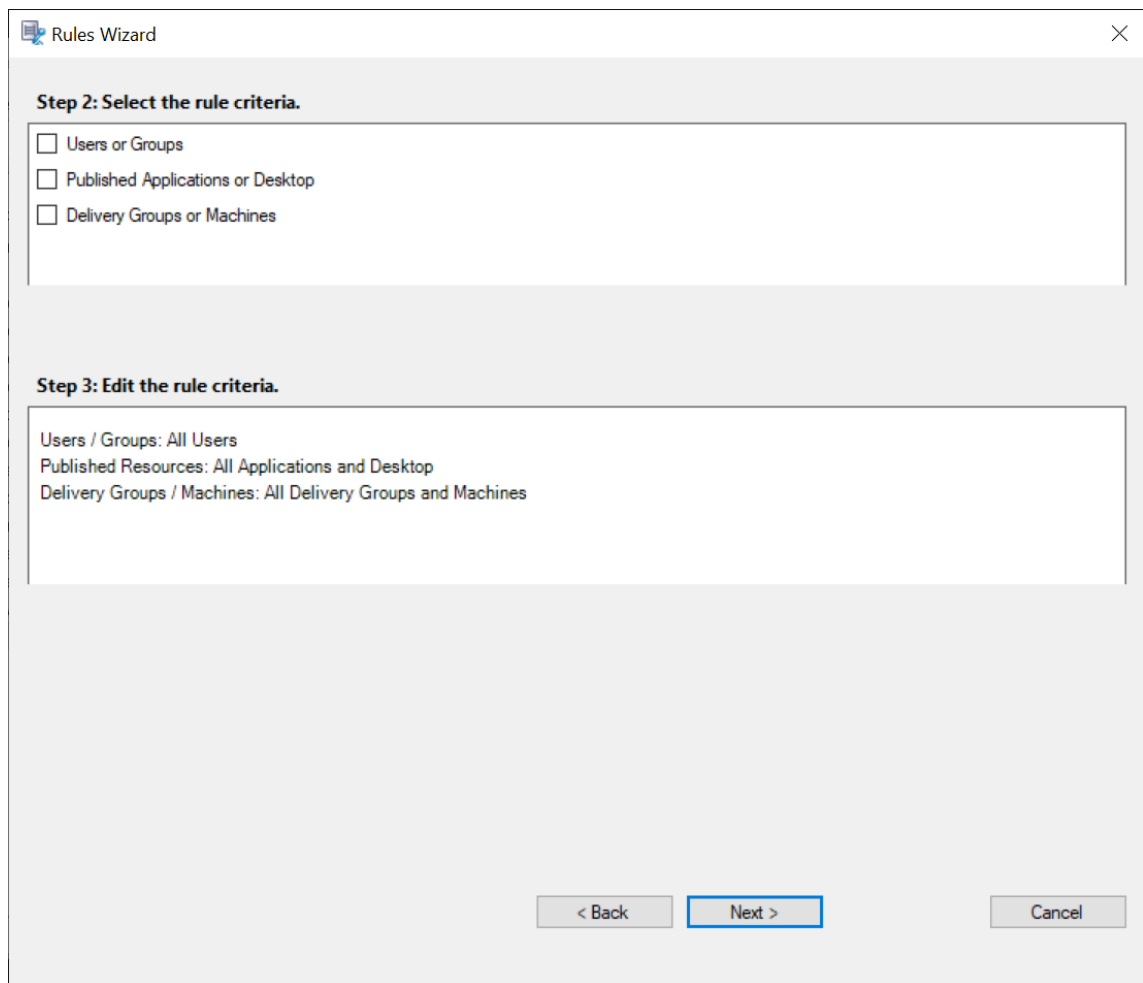 Rules Wizard
Step 2: Select the rule criteria.
Users or Groups
Published Applications or Desktop
Delivery Groups or Machines
Step 3: Edit the rule criteria.
Users / Groups: All Users
Published Resources: All Applications and Desktop
Delivery Groups / Machines: All Delivery Groups and Machines
< Back Next > Cancel